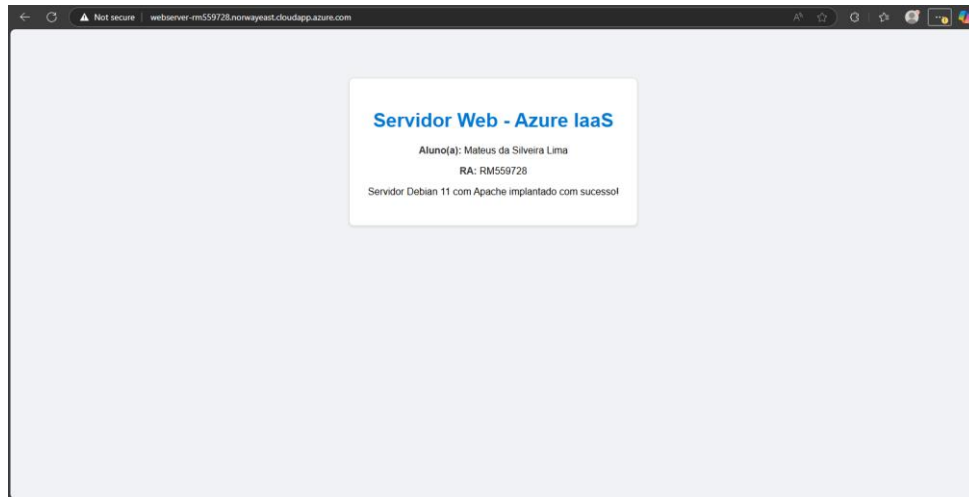 Not secure webserver-rm559728.norwayeast.cloudapp.azure.com
Servidor Web - Azure IaaS
Aluno(a): Mateus da Silveira Lima
RA: RM559728
Servidor Debian 11 com Apache implantado com sucesso!